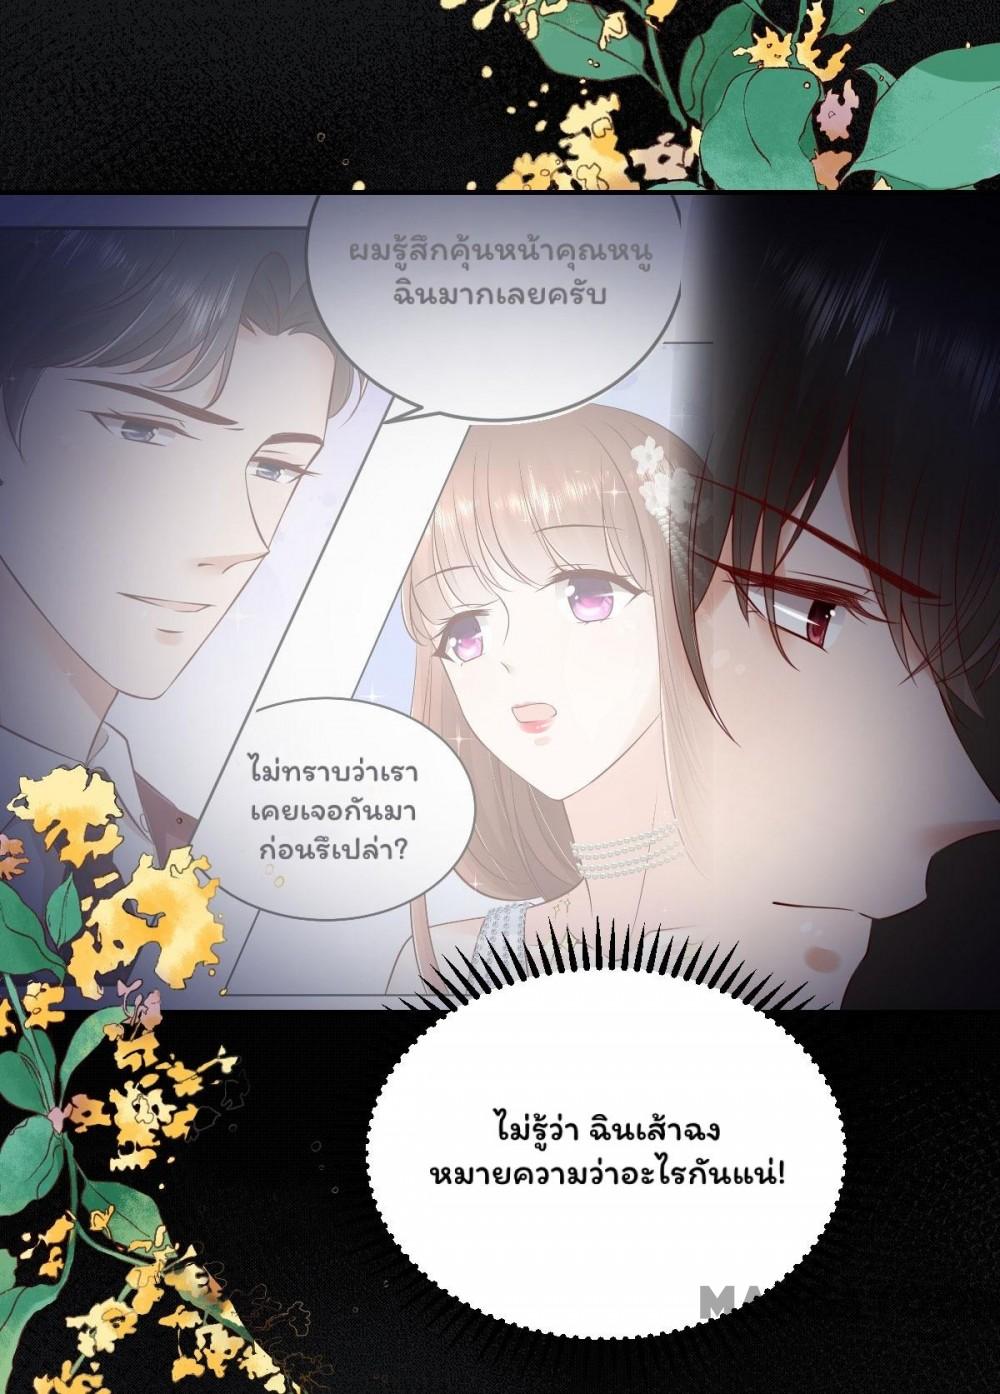 ผมรู้สึกคุ้นหน้าคุณหนู
ฉินมากเลยครับ
ไม่ทราบว่าเรา
เคยเจอกันมา
ก่อนรึเปล่า?
ไม่รู้ว่า ฉินเส้าฉง
หมายความว่าอะไรกันแน่!